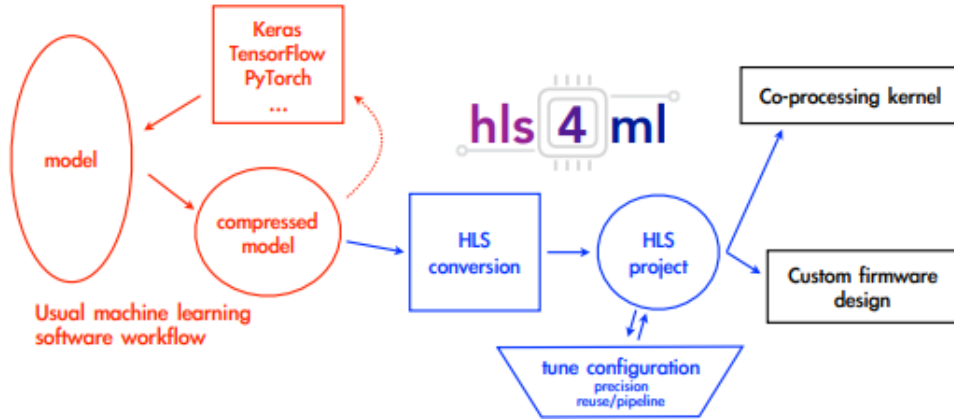 Keras
TensorFlow
PyTorch
...
model
compressed
model
Usual machine learning
software workflow
hls 4 ml
HLS
conversion
HLS
project
tune configuration
precision
reuse/pipeline
Co-processing kernel
Custom firmware
design